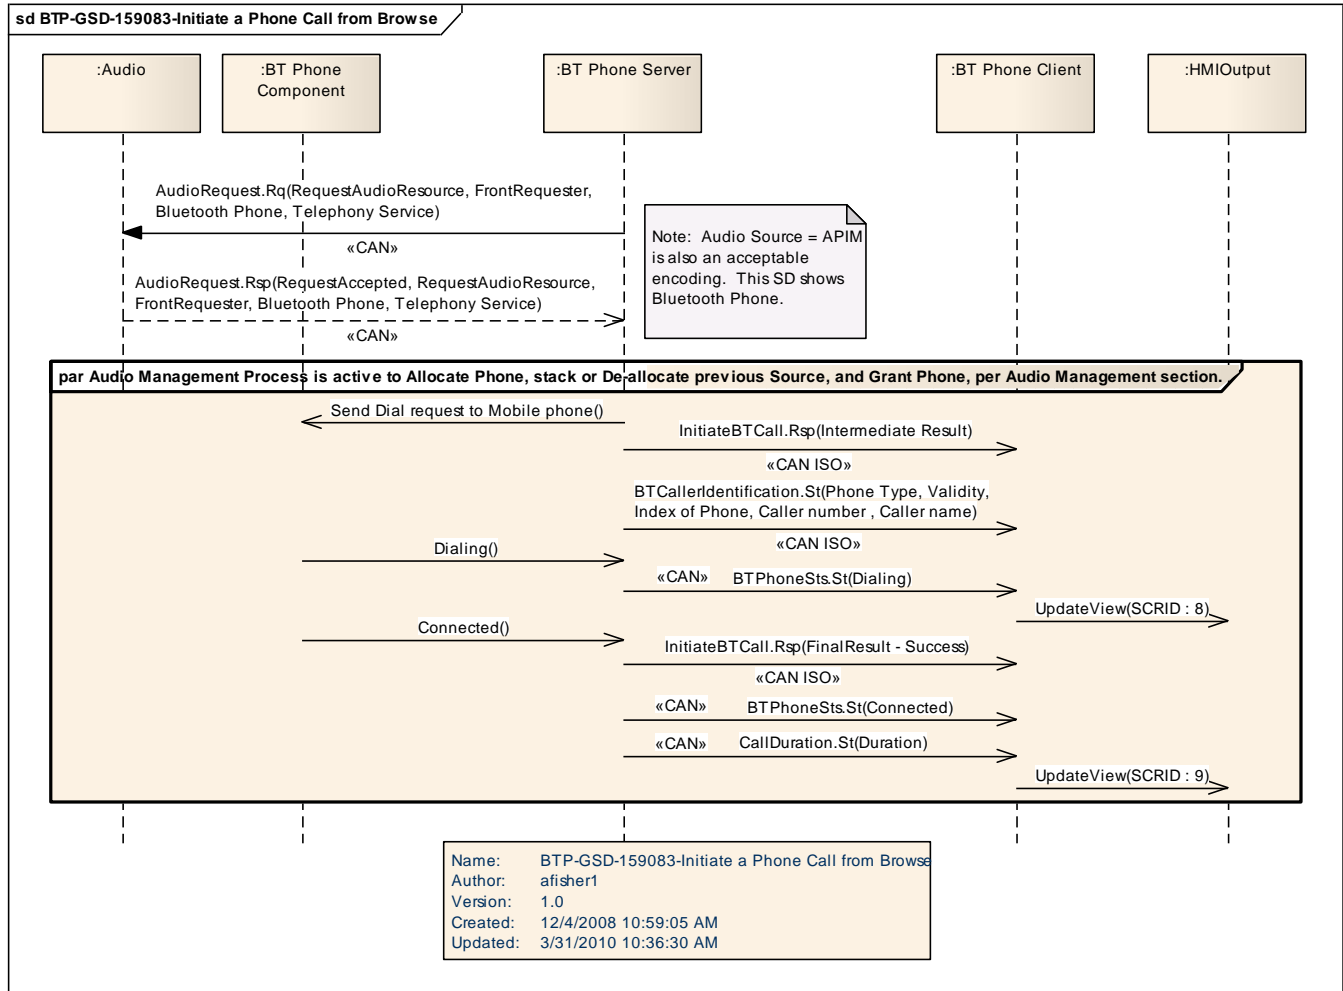 sd BTP-GSD-159083-Initiate a Phone Call from Browse
:Audio
:BT Phone
Component
:BT Phone Server
:BT Phone Client
:HMIOutput
AudioRequest.Rq(RequestAudioResource, FrontRequester,
Bluetooth Phone, Telephony Service)
«CAN»
Note: Audio Source = APIM
is also an acceptable
encoding. This SD shows
Bluetooth Phone.
AudioRequest.Rsp(RequestAccepted, RequestAudioResource,
FrontRequester, Bluetooth Phone, Telephony Service)
«CAN»
par Audio Management Process is active to Allocate Phone, stack or De-allocate previous Source, and Grant Phone, per Audio Management section.
Send Dial request to Mobile phone()
InitiateBTCall.Rsp(Intermediate Result)
«CAN ISO»
BTCallerIdentification.St(Phone Type, Validity,
Index of Phone, Caller number , Caller name)
«CAN ISO»
Dialing()
«CAN» BTPhoneSts.St(Dialing)
UpdateView(SCRID : 8)
Connected()
InitiateBTCall.Rsp(FinalResult - Success)
«CAN ISO»
«CAN» BTPhoneSts.St(Connected)
«CAN» CallDuration.St(Duration)
UpdateView(SCRID : 9)
Name: BTP-GSD-159083-Initiate a Phone Call from Browse
Author: afisher1
Version: 1.0
Created: 12/4/2008 10:59:05 AM
Updated: 3/31/2010 10:36:30 AM